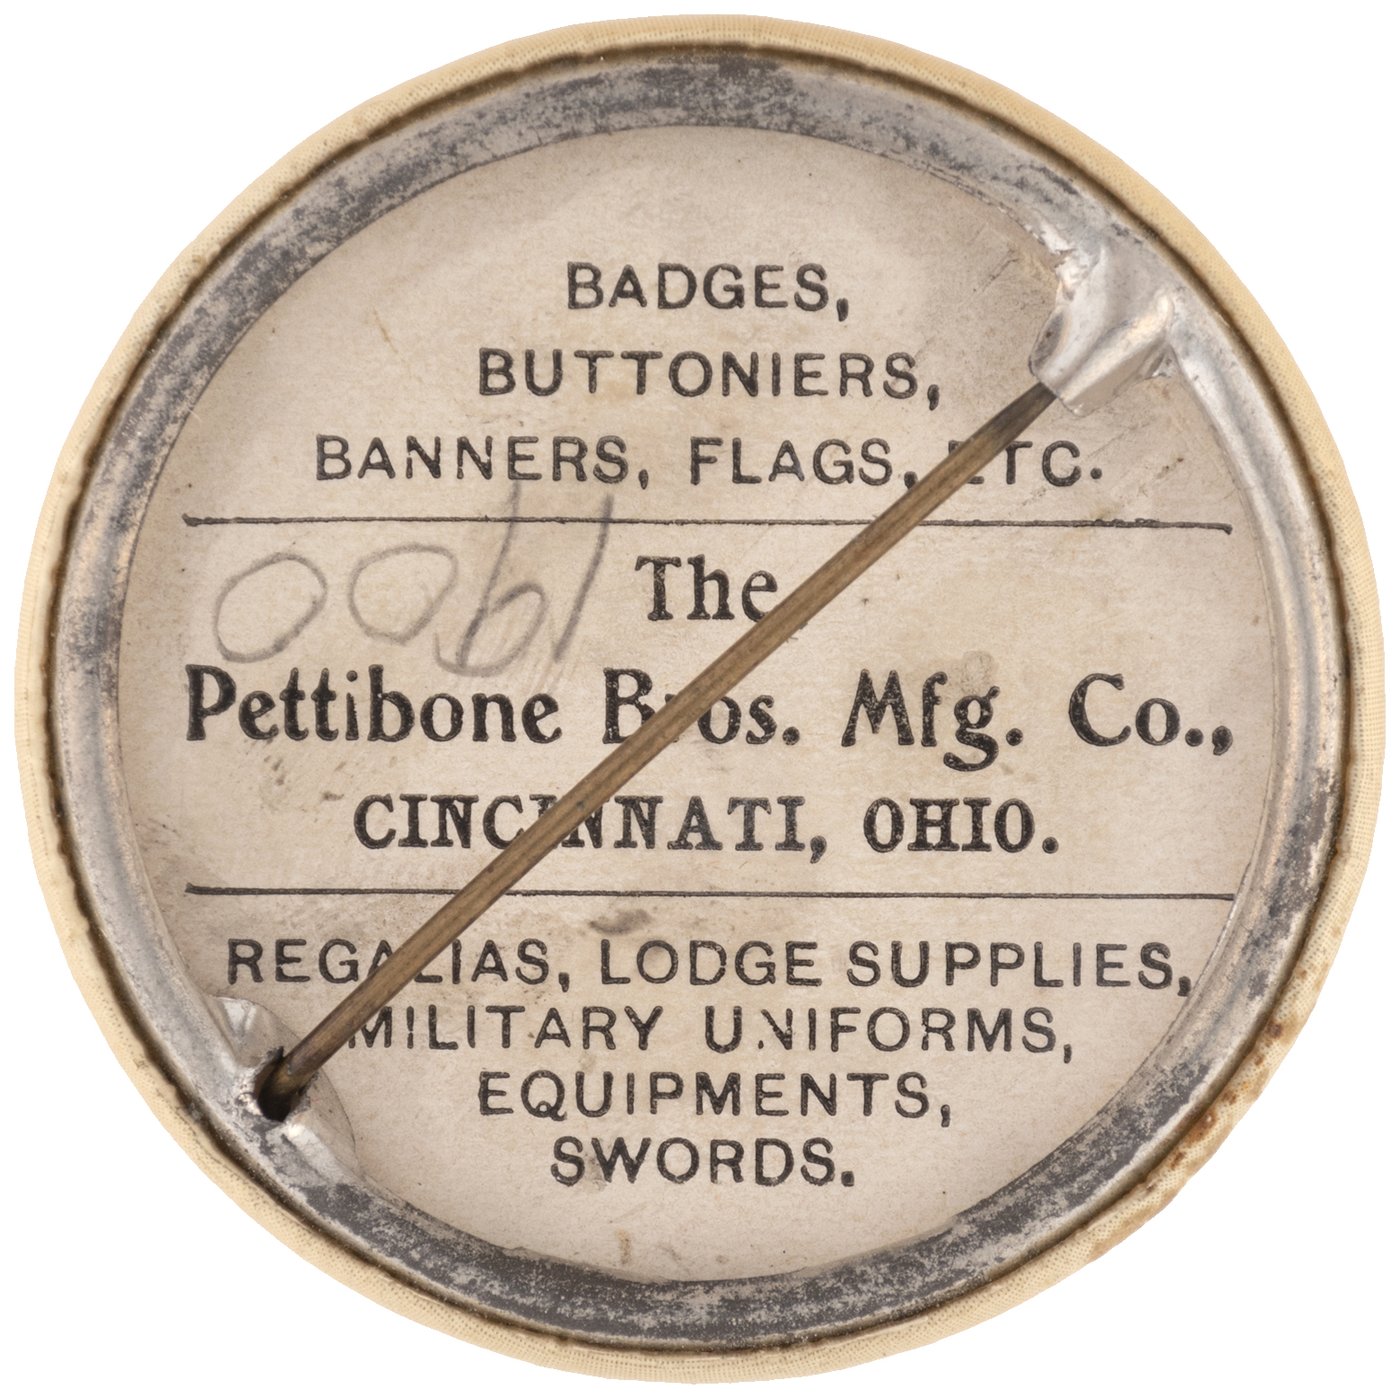 BADGES,
BUTTONIERS,
BANNERS, FLAGS, ETC.
1900
The
Pettibone Bros. Mfg. Co.,
CINCINNATI, OHIO.
REGALIAS, LODGE SUPPLIES,
MILITARY UNIFORMS,
EQUIPMENTS,
SWORDS.